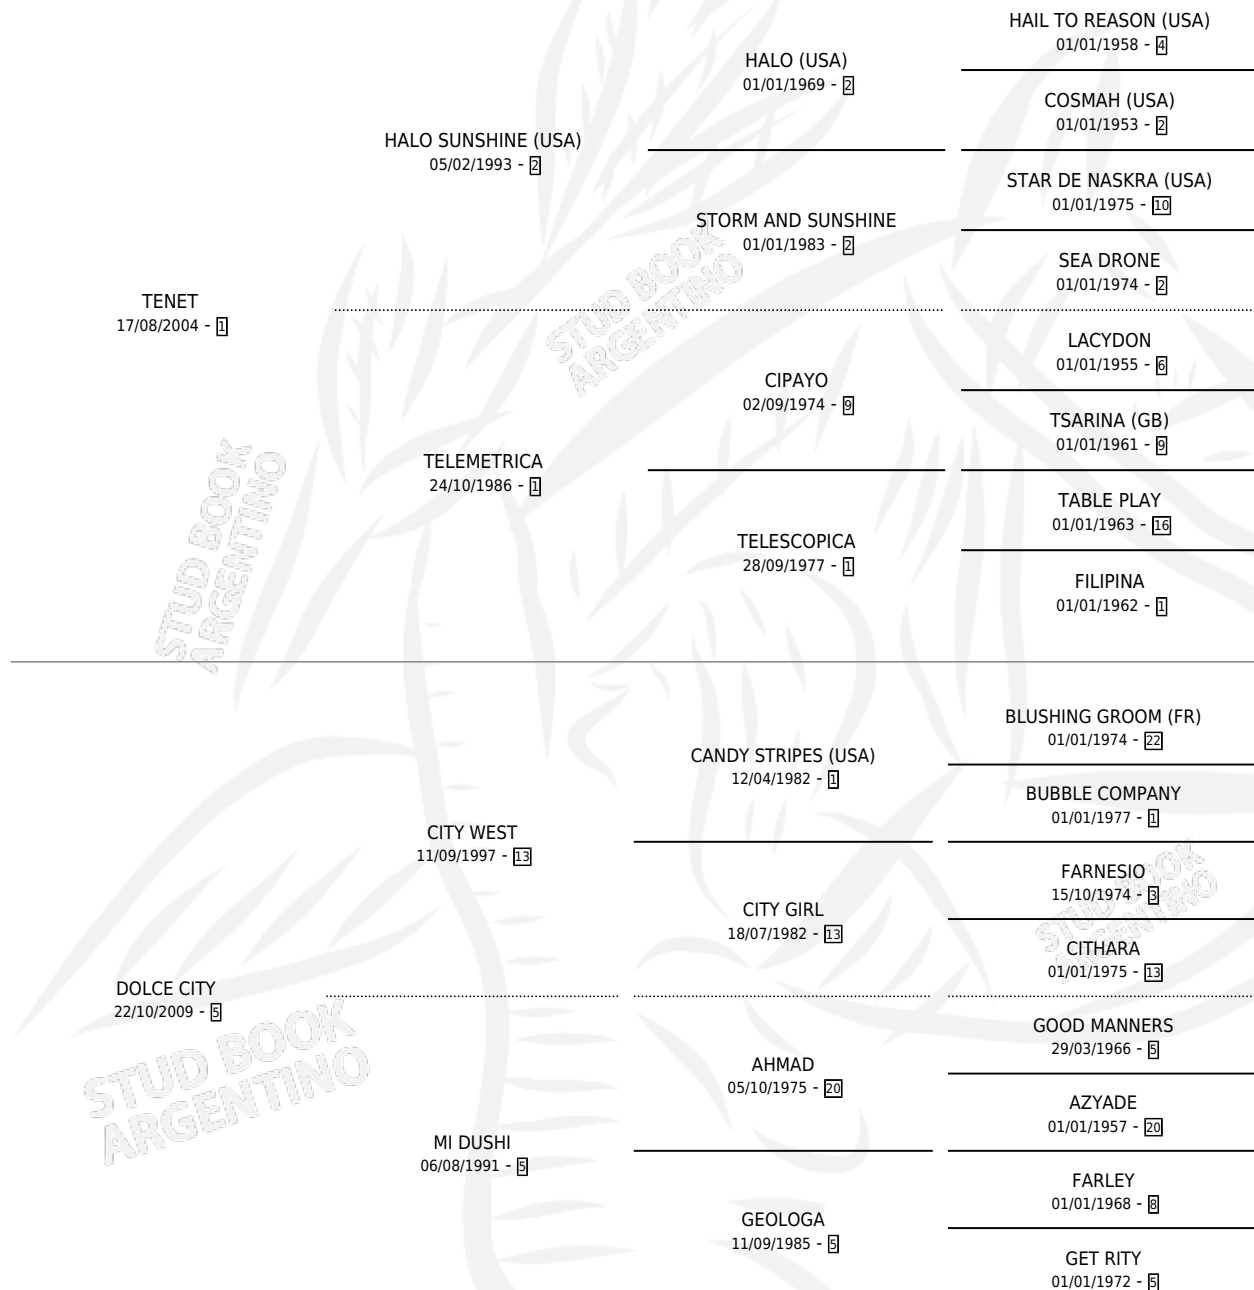 HAIL TO REASON (USA)
01/01/1958 - 4
HALO (USA)
01/01/1969 - 2
COSMAH (USA)
01/01/1953 - 2
HALO SUNSHINE (USA)
05/02/1993 - 2
STAR DE NASKRA (USA)
01/01/1975 - 10
STORM AND SUNSHINE
01/01/1983 - 2
SEA DRONE
01/01/1974 - 2
TENET
17/08/2004 - 1
LACYDON
01/01/1955 - 6
CIPAYO
02/09/1974 - 9
TSARINA (GB)
01/01/1961 - 9
TELEMETRICA
24/10/1986 - 1
TABLE PLAY
01/01/1963 - 16
TELESCOPICA
28/09/1977 - 1
FILIPINA
01/01/1962 - 1
BLUSHING GROOM (FR)
01/01/1974 - 22
CANDY STRIPES (USA)
12/04/1982 - 1
BUBBLE COMPANY
01/01/1977 - 1
CITY WEST
11/09/1997 - 13
FARNESIO
15/10/1974 - 3
CITY GIRL
18/07/1982 - 13
CITHARA
01/01/1975 - 13
DOLCE CITY
22/10/2009 - 5
GOOD MANNERS
29/03/1966 - 5
AHMAD
05/10/1975 - 20
AZYADE
01/01/1957 - 20
MI DUSHI
06/08/1991 - 5
FARLEY
01/01/1968 - 8
GEOLOGA
11/09/1985 - 5
GET RITY
01/01/1972 - 5
STUD BOOK
ARGENTINO
STUD BOOK
ARGENTINO
STUD BOOK
ARGENTINO
STUD BOOK
ARGENTINO